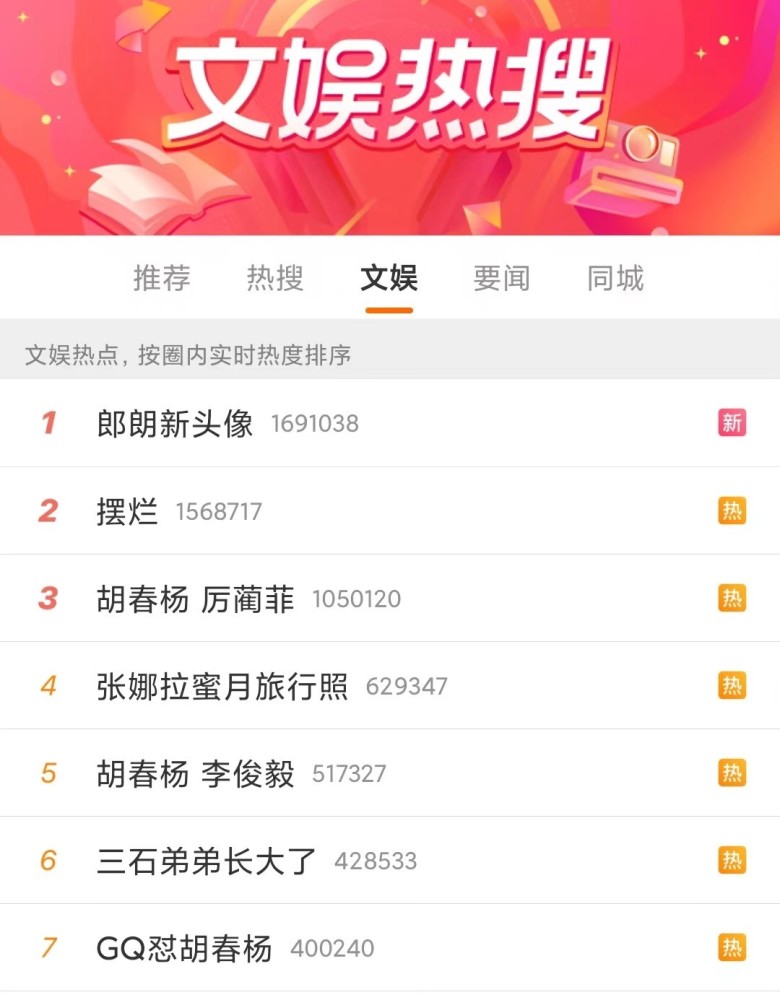 文娱热搜
推荐 热搜 文娱 要闻 同城
文娱热点, 按圈内实时热度排序
1 郎朗新头像 1691038 新
2 摆烂 1568717 热
3 胡春杨 厉蔺菲 1050120 热
4 张娜拉蜜月旅行照 629347 热
5 胡春杨 李俊毅 517327 热
6 三石弟弟长大了 428533 热
7 GQ怼胡春杨 400240 热